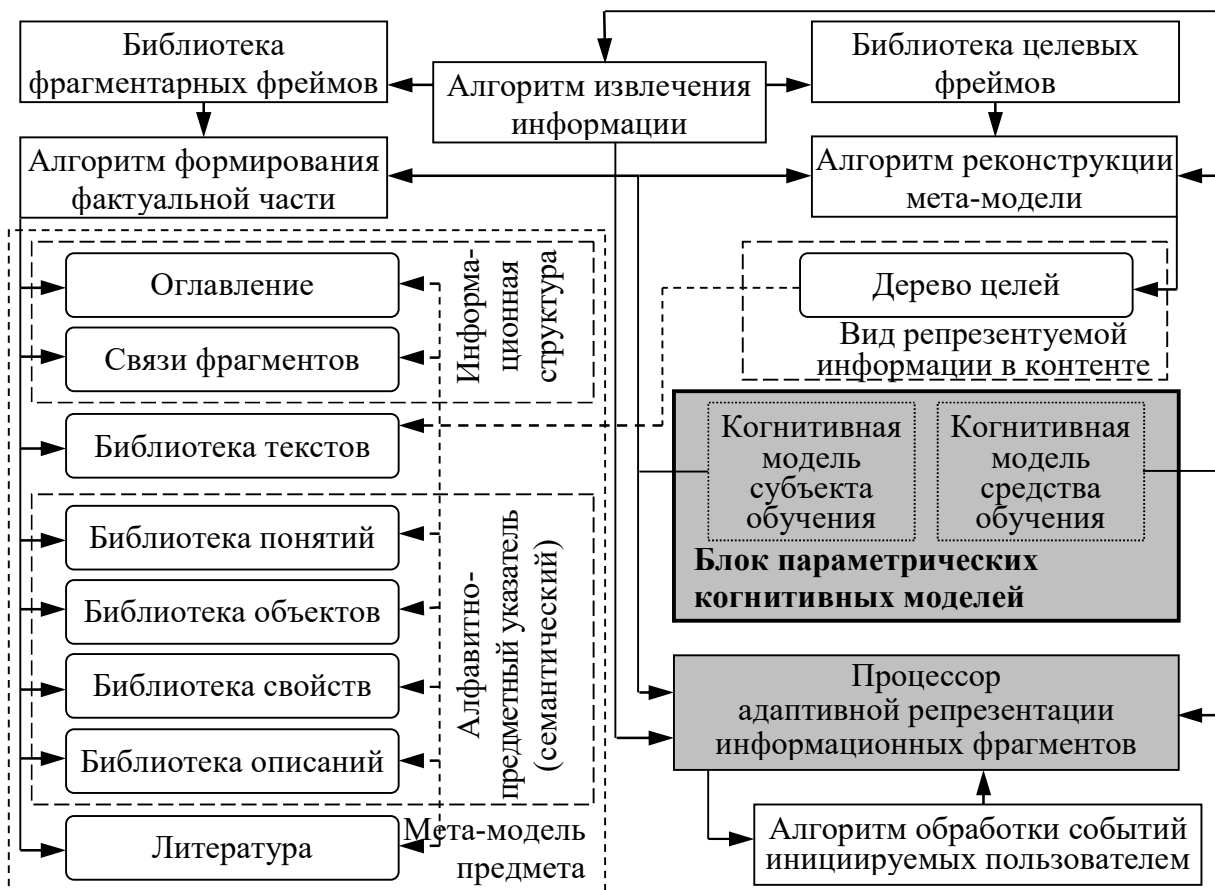 Библиотека
фрагментарных фреймов
Алгоритм извлечения
информации
Библиотека целевых
фреймов
Алгоритм формирования
фактуальной части
Алгоритм реконструкции
мета-модели
Оглавление
Связи фрагментов
Информа-
ционная
структура
Библиотека текстов
Библиотека понятий
Библиотека объектов
Библиотека свойств
Библиотека описаний
Алфавитно-
предметный указатель
(семантический)
Литература
Мета-модель
предмета
Дерево целей
Вид репрезентуемой
информации в контенте
Когнитивная
модель
субъекта
обучения
Когнитивная
модель
средства
обучения
Блок параметрических
когнитивных моделей
Процессор
адаптивной репрезентации
информационных фрагментов
Алгоритм обработки событий
инициируемых пользователем